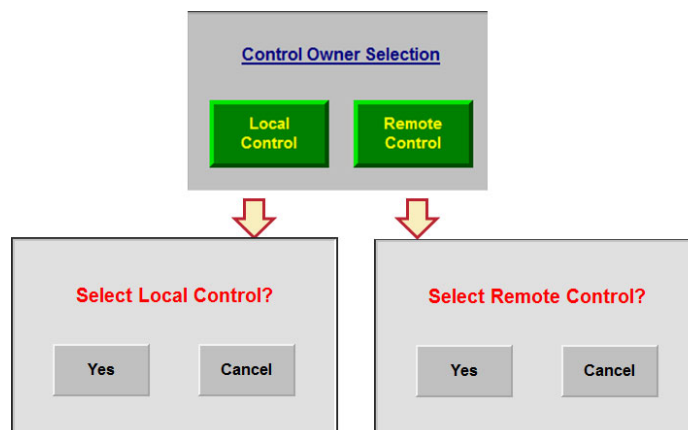 Control Owner Selection
Local
Control
Remote
Control
Select Local Control?
Yes
Cancel
Select Remote Control?
Yes
Cancel